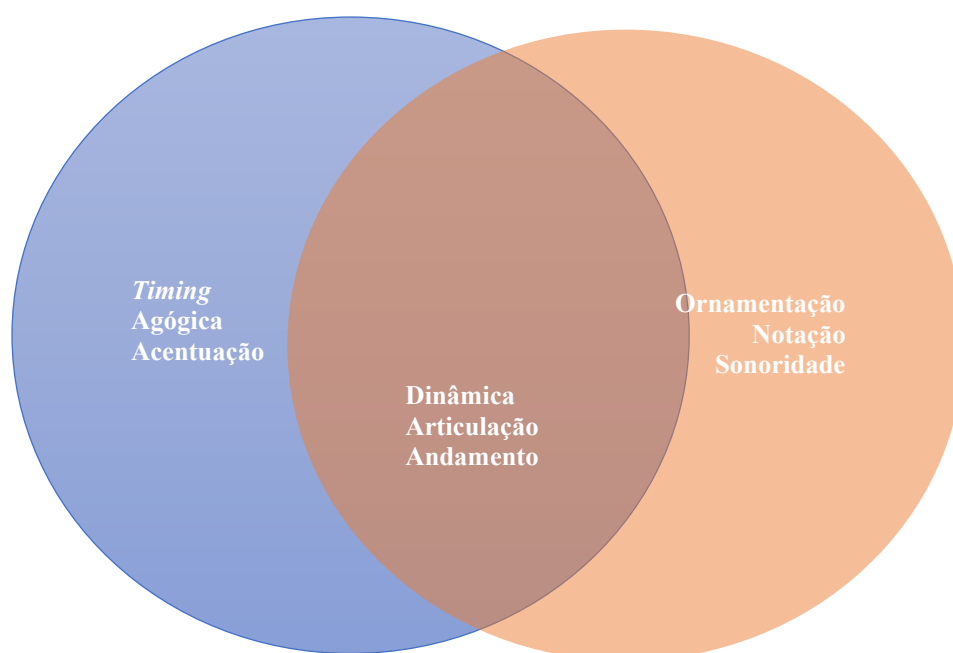 Timing
Agógica
Acentuação
Dinâmica
Articulação
Andamento
Ornamentação
Notação
Sonoridade